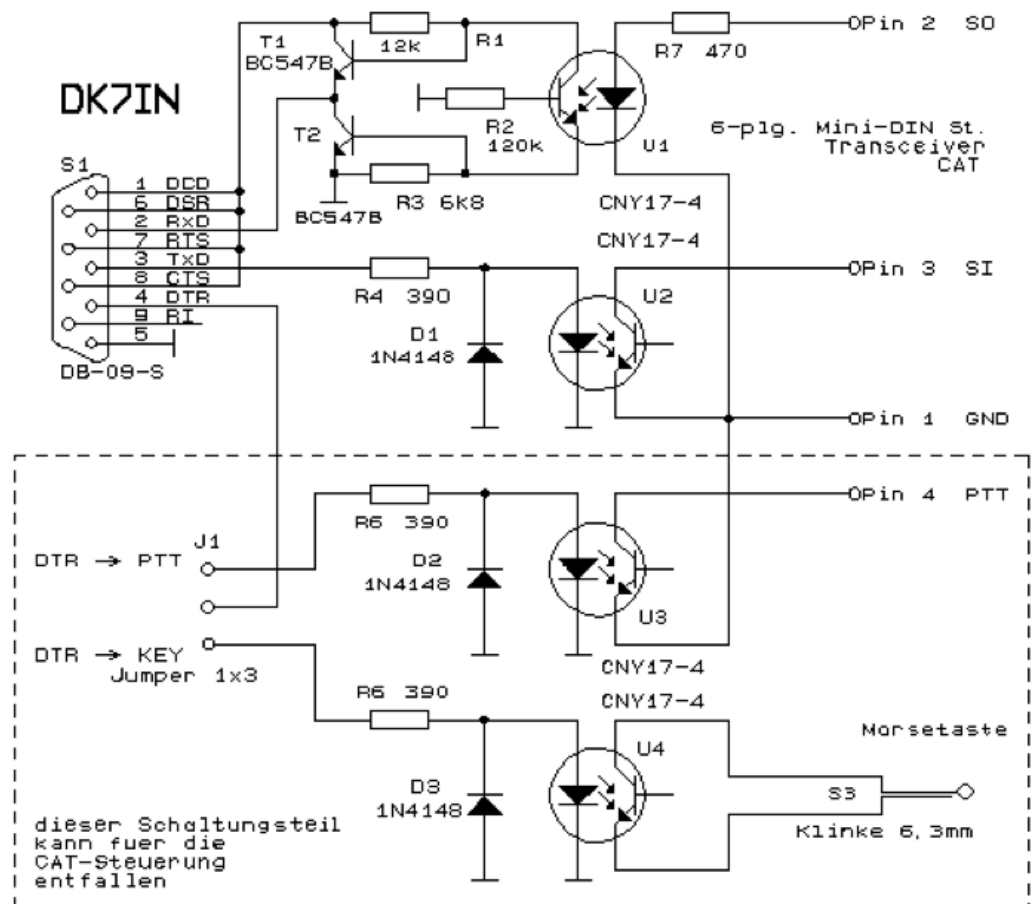 T1
BC547B
12k
R1
R7 470
OPin 2 SO
DK7IN
T2
R2
120K
U1
6-plg. Mini-DIN St.
Transceiver
CAT
S1
1 DCD
6 DSR
2 RxD
7 RTS
3 TxD
8 CTS
4 DTR
9 RI
5
DB-09-S
BC547B
R3 6K8
CNY17-4
CNY17-4
R4 390
U2
OPin 3 SI
D1
1N4148
OPin 1 GND
R6 390
OPin 4 PTT
J1
DTR → PTT
D2
1N4148
U3
DTR → KEY
Jumper 1x3
CNY17-4
CNY17-4
R6 390
U4
Morsetaste
D3
1N4148
S3
Klinke 6,3mm
dieser Schaltungsteil
kann fuer die
CAT-Steuerung
entfallen